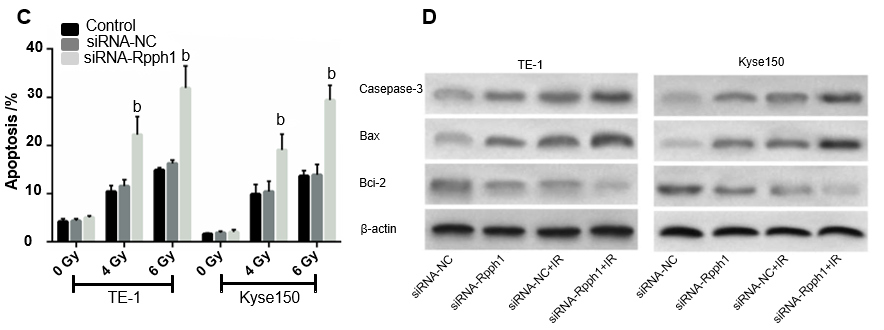 C
Control
siRNA-NC
siRNA-Rpph1
Apoptosis /%
40
30
20
10
0
b
b
b
b
0 Gy
4 Gy
6 Gy
0 Gy
4 Gy
6 Gy
TE-1
Kyse150
D
TE-1
Kyse150
Casepase-3
Bax
Bci-2
β-actin
siRNA-NC
siRNA-Rpph1
siRNA-NC+IR
siRNA-Rpph1+IR
siRNA-NC
siRNA-Rpph1
siRNA-NC+IR
siRNA-Rpph1+IR